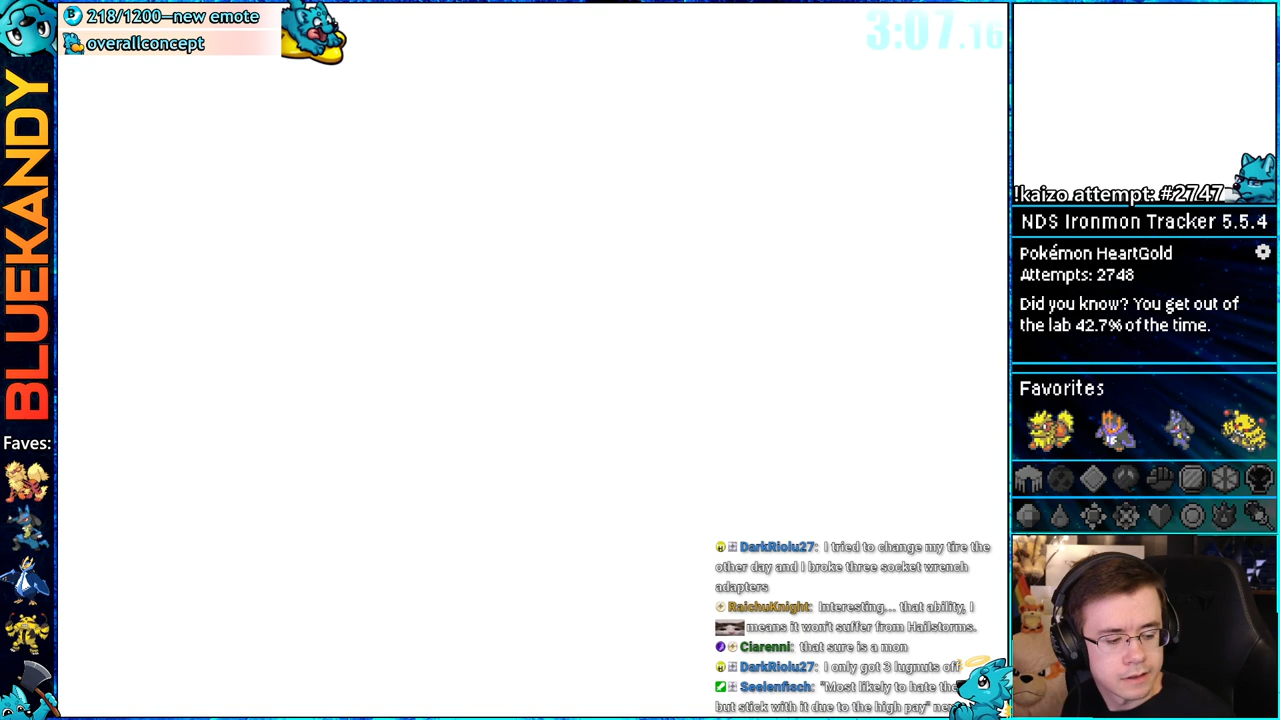 218/1200—new emote
overallconcept
BLUEKANDY
Faves:
3:07.16
!kaizo attempt: #2747
NDS Ironmon Tracker 5.5.4
Pokémon HeartGold
Attempts: 2748
Did you know? You get out of
the lab 42.7% of the time.
Favorites
DarkRiolu27: I tried to change my tire the
other day and I broke three socket wrench
adapters
RaichuKnight: Interesting... that ability, I
means it won't suffer from Hailstorms.
Ciarenni: that sure is a mon
DarkRiolu27: I only got 3 lugnuts off
Seelenfisch: "Most likely to hate
but stick with it due to the high pay"